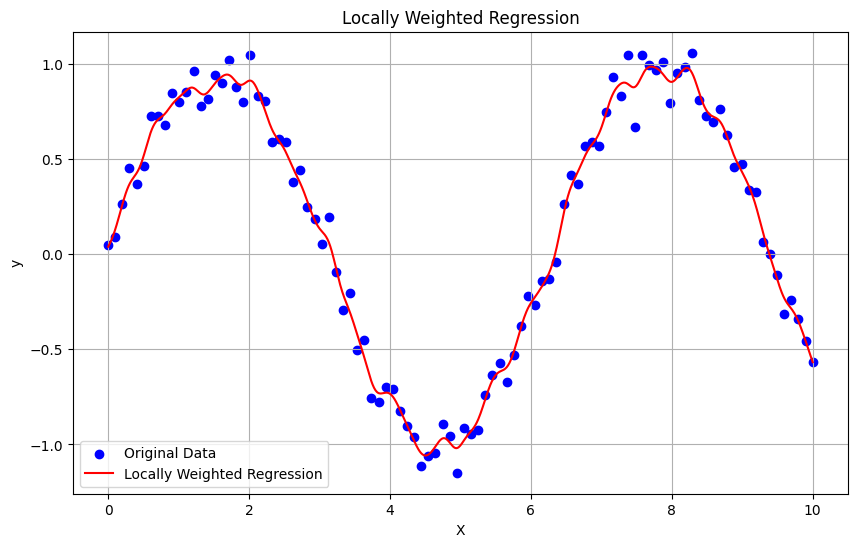 Locally Weighted Regression
1.0
0.5
0.0
−0.5
−1.0
y
Original Data
Locally Weighted Regression
0 2 4 6 8 10
X